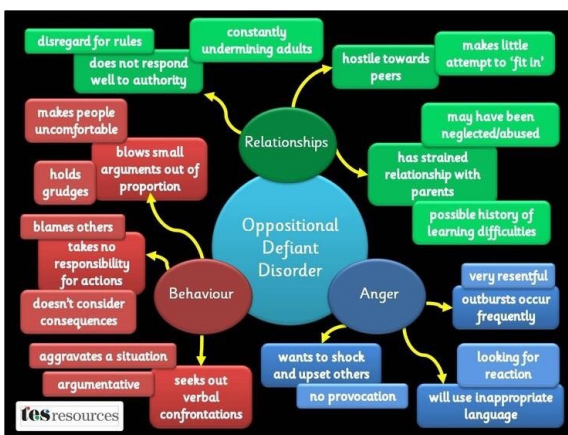 disregard for rules
does not respond
well to authority
constantly
undermining adults
hostile towards
peers
makes little
attempt to 'fit in'
makes people
uncomfortable
blows small
arguments out of
proportion
holds
grudges
Relationships
may have been
neglected/abused
has strained
relationship with
parents
possible history of
learning difficulties
Oppositional
Defiant
Disorder
blames others
takes no
responsibility
for actions
doesn't consider
consequences
Behaviour
Anger
very resentful
outbursts occur
frequently
aggravates a situation
argumentative
seeks out
verbal
confrontations
wants to shock
and upset others
no provocation
looking for
reaction
will use inappropriate
language
tes resources